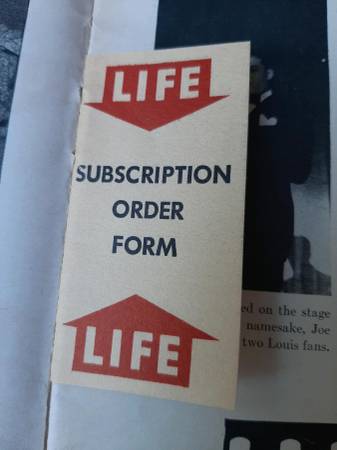 LIFE
SUBSCRIPTION
ORDER
FORM
LIFE
ed on the stage
namesake, Joe
two Louis fans.